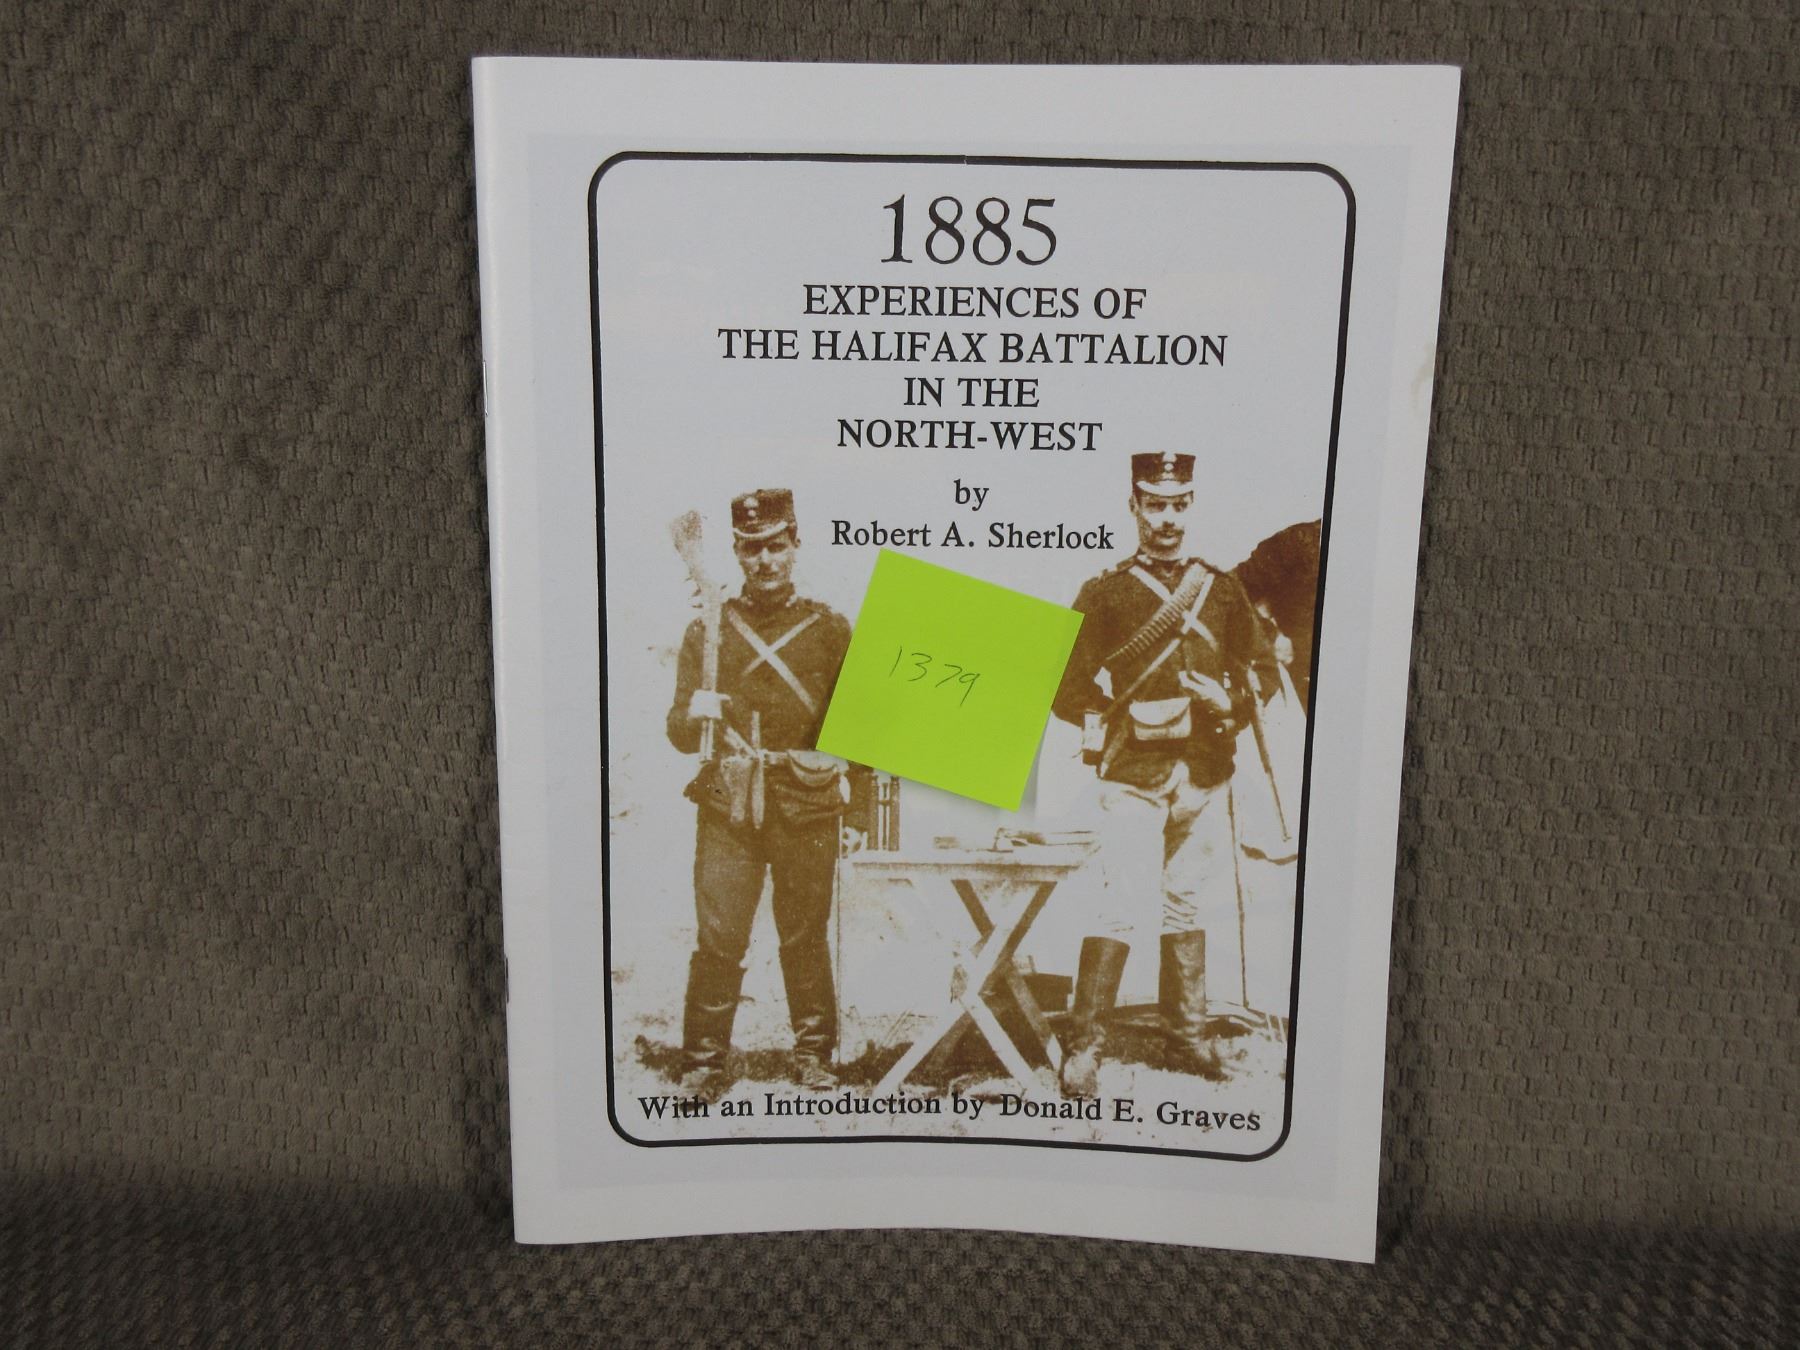 1885
EXPERIENCES OF
THE HALIFAX BATTALION
IN THE
NORTH-WEST
by
Robert A. Sherlock
1379
With an Introduction by Donald E. Graves